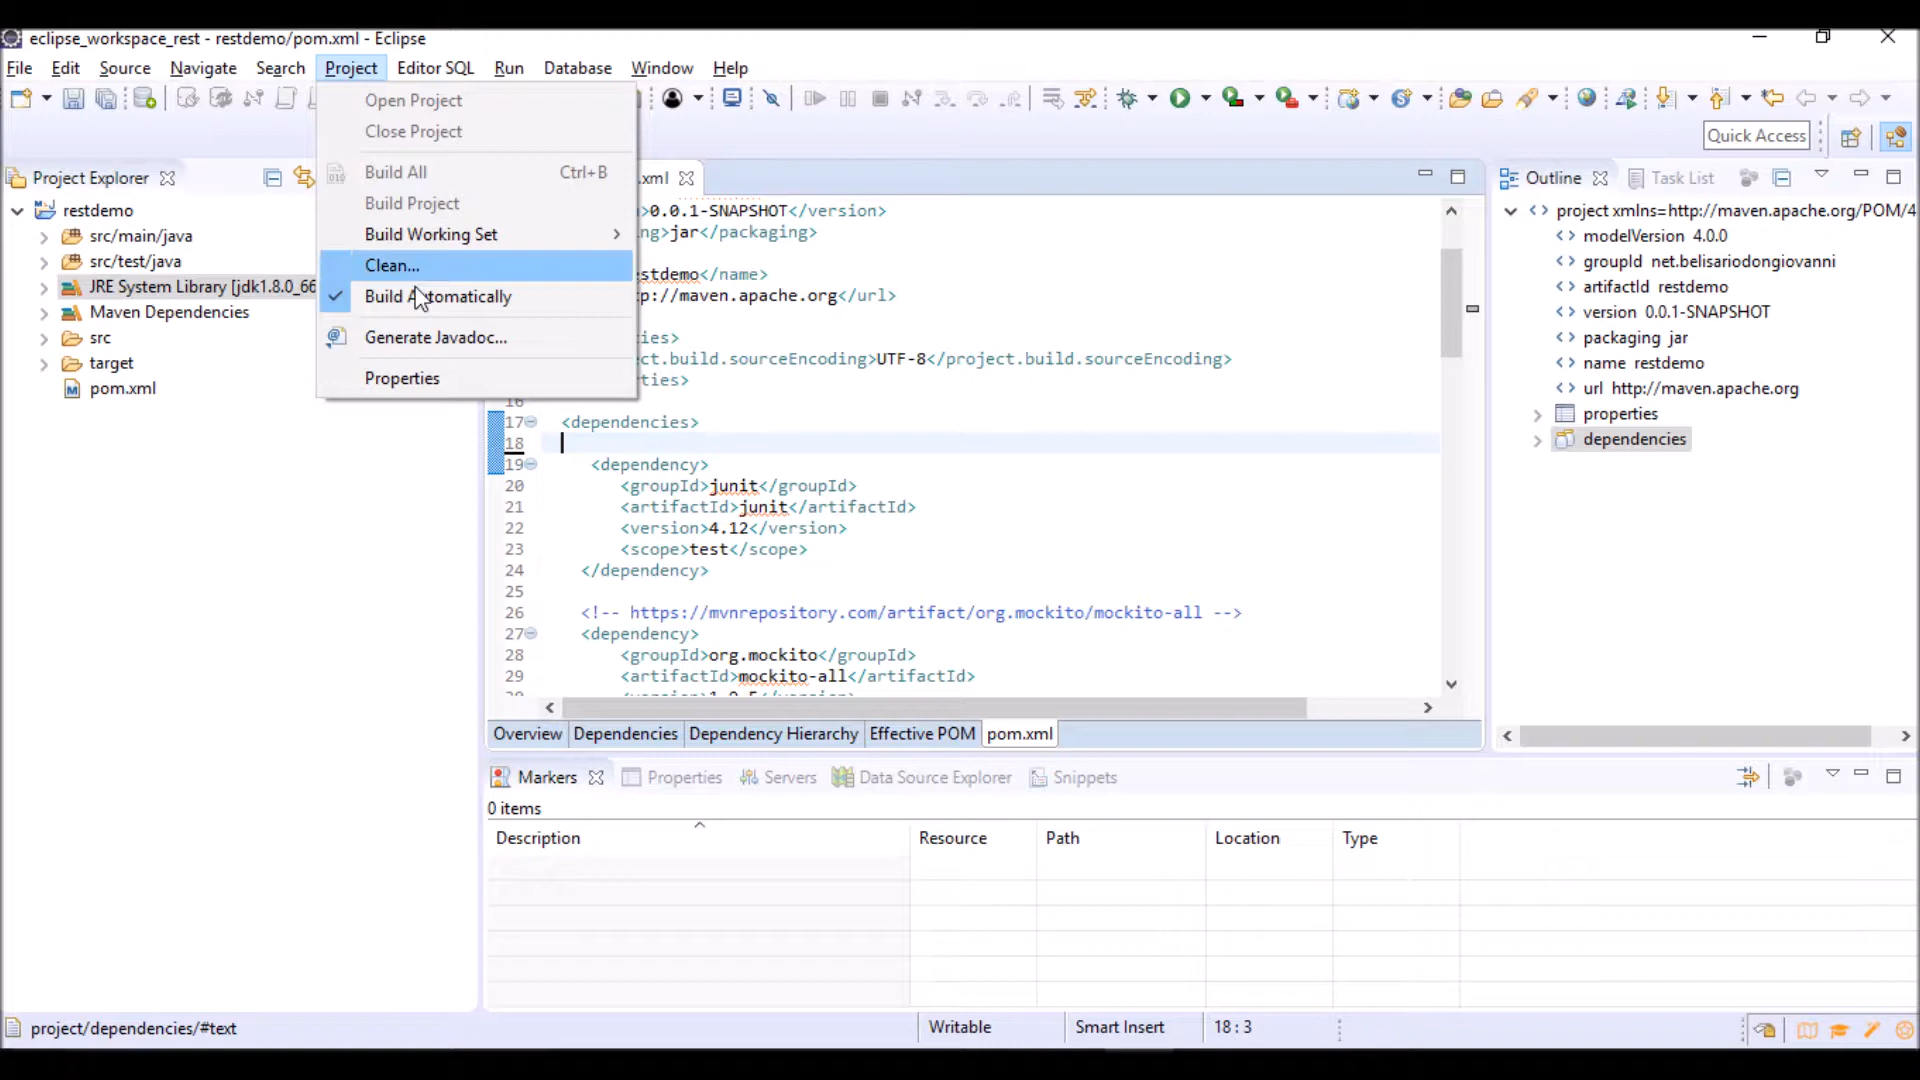 eclipse_workspace_rest - restdemo/pom.xml - Eclipse
File Edit Source Navigate Search Project Editor SQL Run Database Window Help
Quick Access
Open Project
Close Project
Build All Ctrl+B
Build Project
Build Working Set
Clean...
Build Automatically
Generate Javadoc...
Properties
Project Explorer
restdemo
src/main/java
src/test/java
JRE System Library [jdk1.8.0_66
Maven Dependencies
src
target
pom.xml
.xml
>0.0.1-SNAPSHOT</version>
>jar</packaging>
</name>
p://maven.apache.org</url>
ct.build.sourceEncoding>UTF-8</project.build.sourceEncoding>
16
17 <dependencies>
18
19 <dependency>
20 <groupId>junit</groupId>
21 <artifactId>junit</artifactId>
22 <version>4.12</version>
23 <scope>test</scope>
24 </dependency>
25
26 <!-- https://mvnrepository.com/artifact/org.mockito/mockito-all -->
27 <dependency>
28 <groupId>org.mockito</groupId>
29 <artifactId>mockito-all</artifactId>
Overview Dependencies Dependency Hierarchy Effective POM pom.xml
Outline Task List
project xmlns=http://maven.apache.org/POM/4
modelVersion 4.0.0
groupId net.belisariodongiovanni
artifactId restdemo
version 0.0.1-SNAPSHOT
packaging jar
name restdemo
url http://maven.apache.org
properties
dependencies
Markers Properties Servers Data Source Explorer Snippets
0 items
Description Resource Path Location Type
project/dependencies/#text Writable Smart Insert 18 : 3